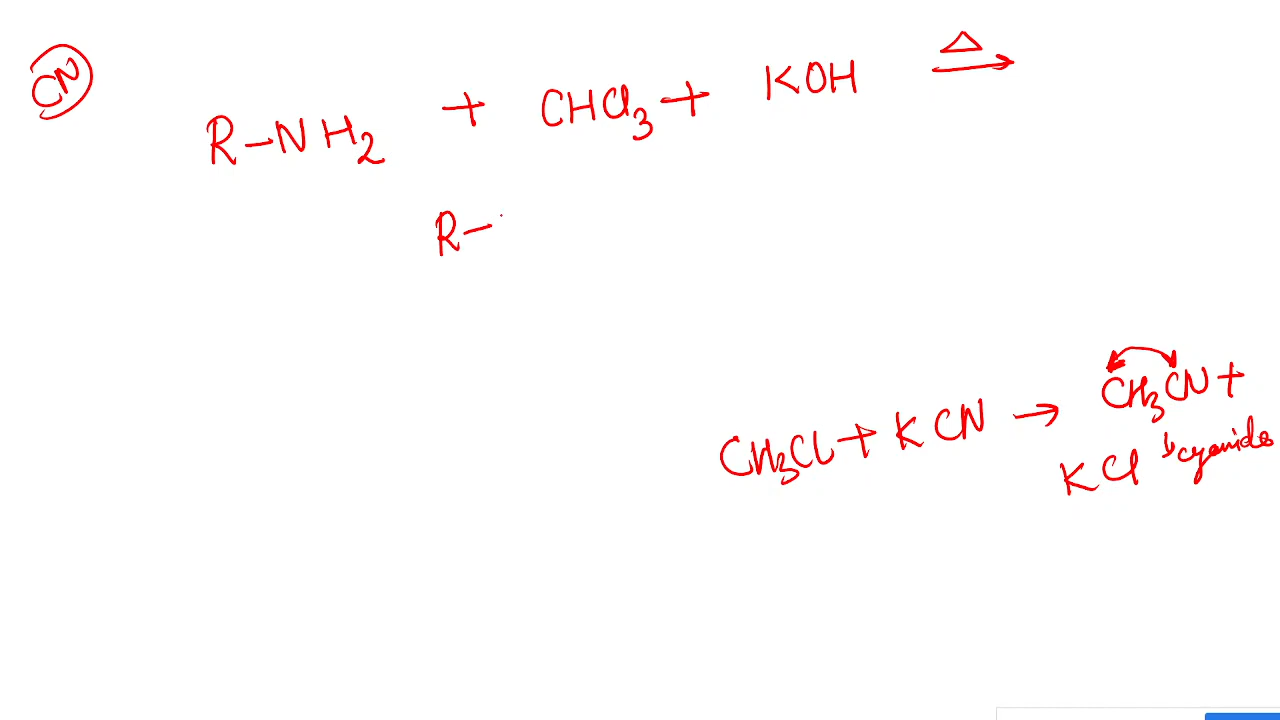 CN
R-NH₂ + CHCl₃ + KOH △→
R-
CH₃Cl + KCN → CH₃CN +
KCl ↳cyanide